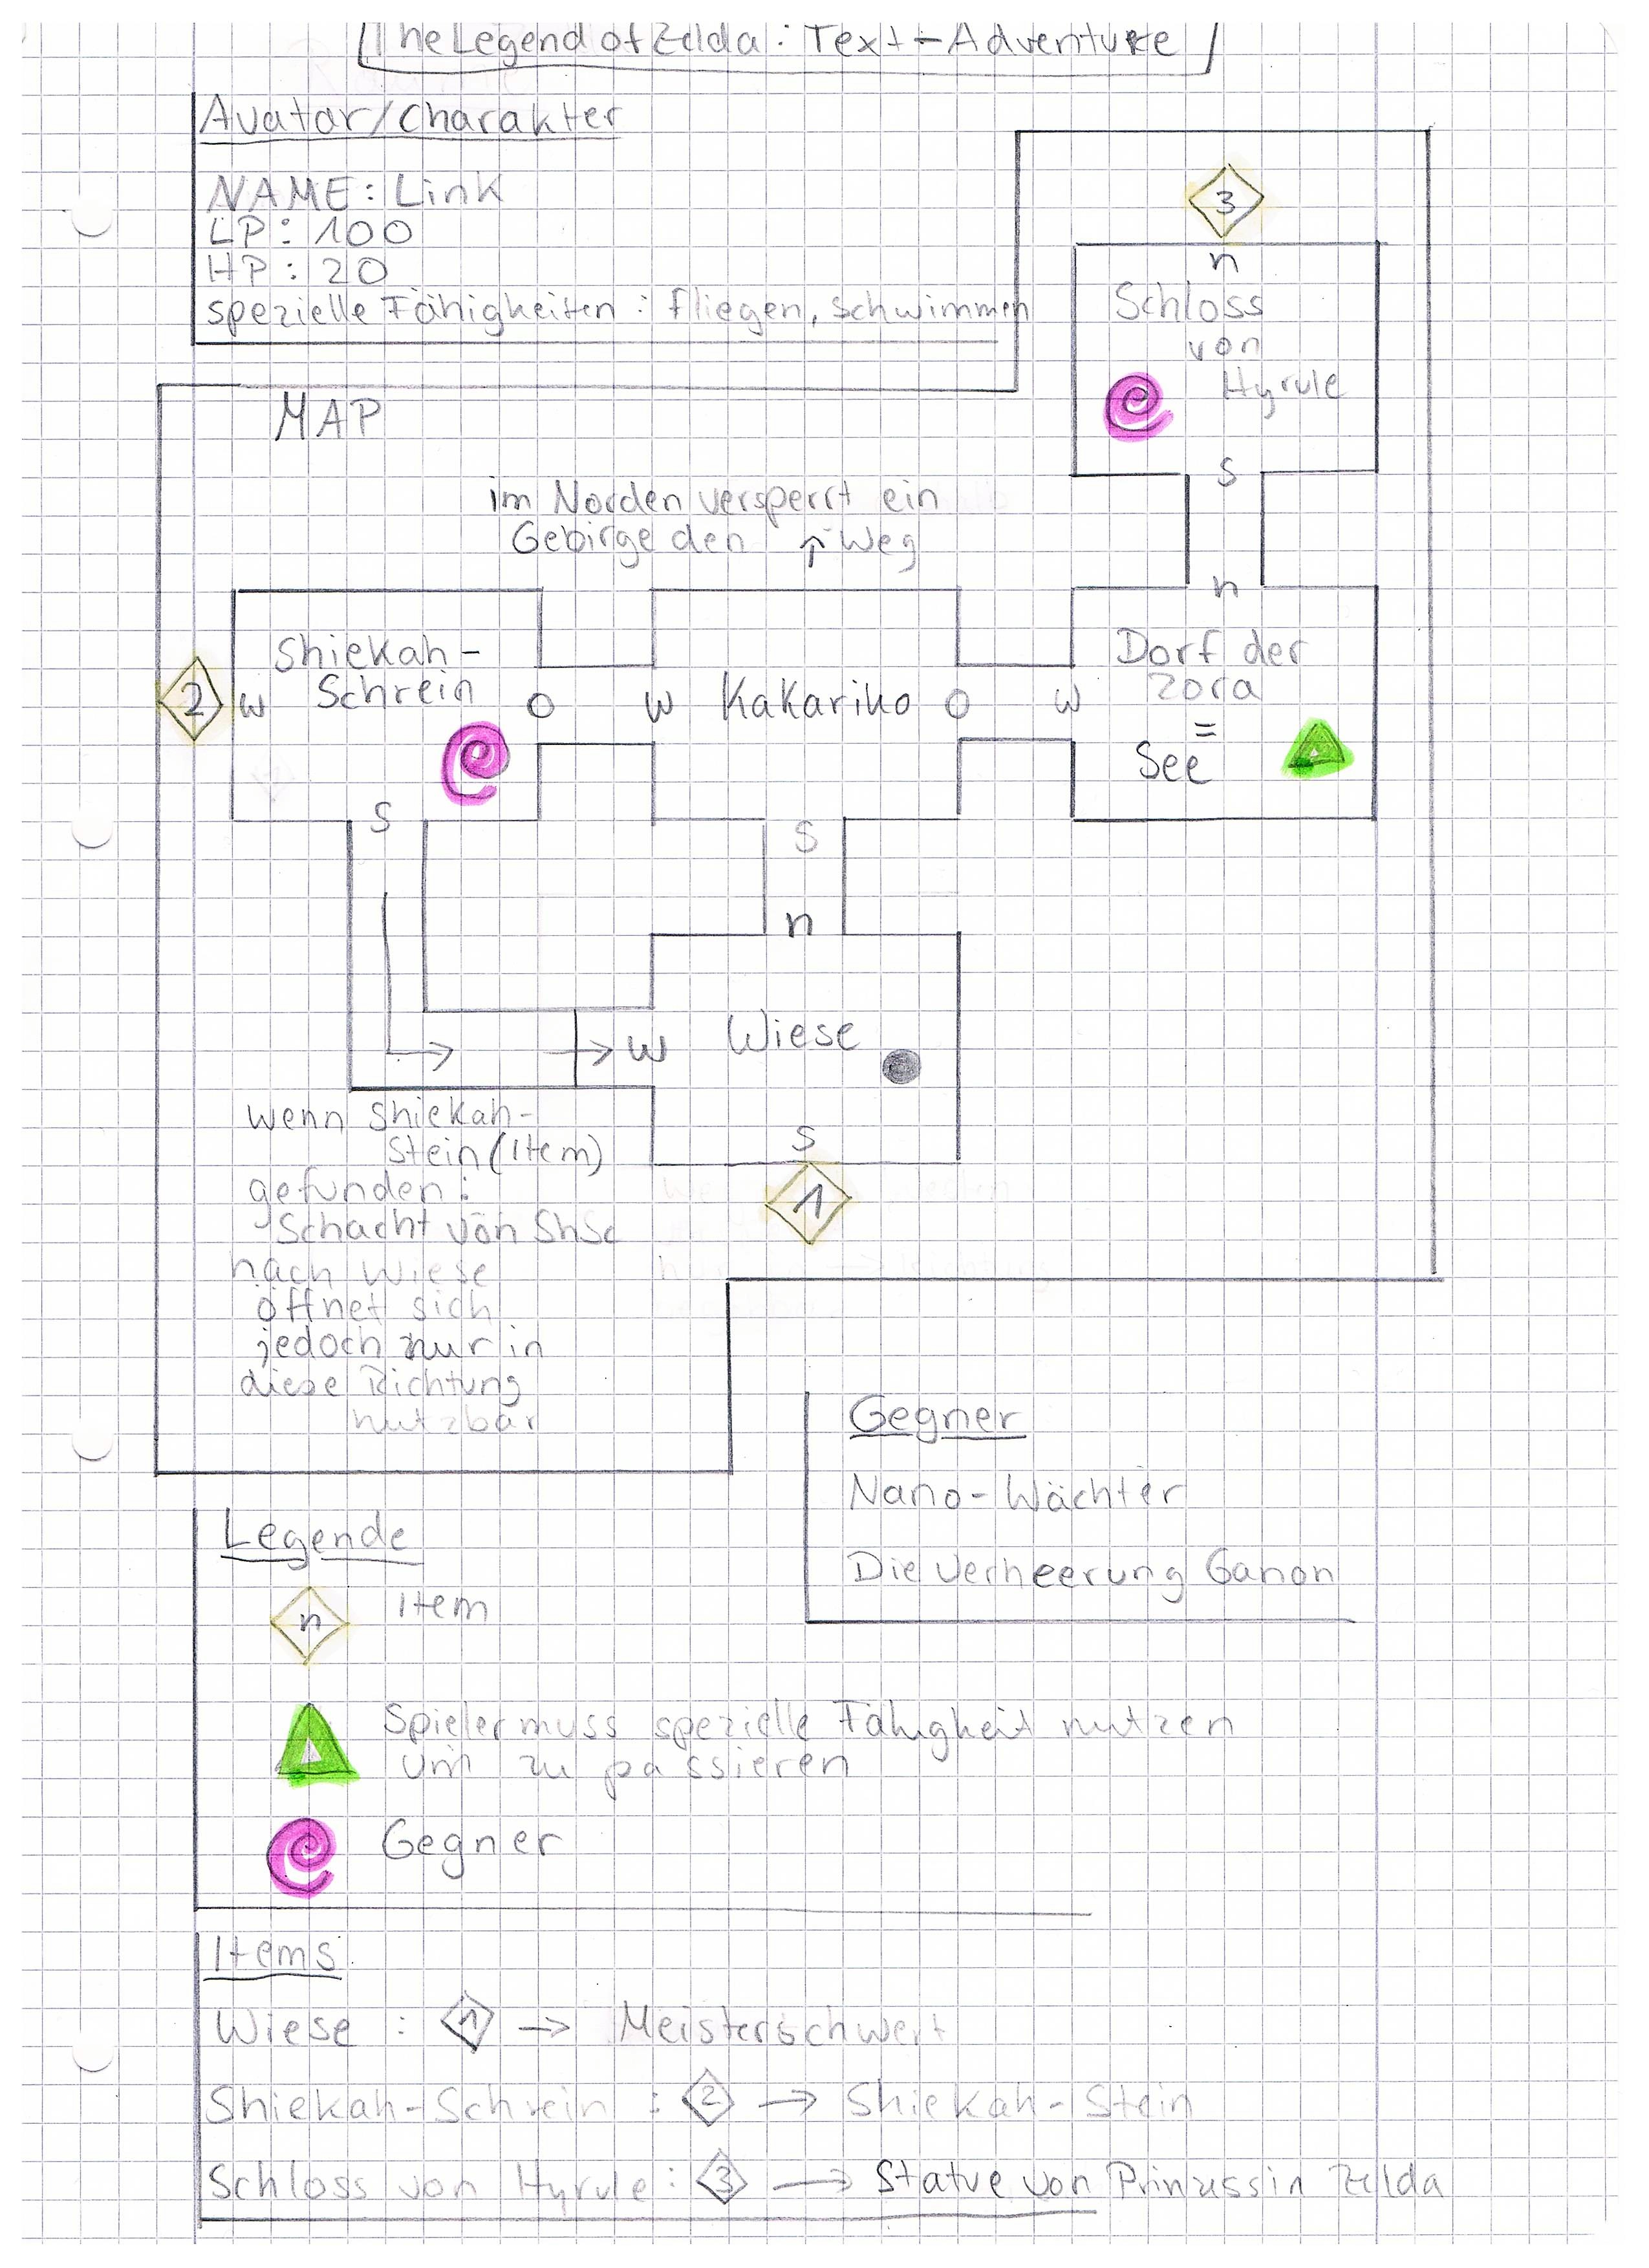 The Legend of Zelda: Text-Adventure
Avatar/Charakter
NAME: Link
LP: 100
HP: 20
spezielle Fähigkeiten: fliegen, schwimmen
3
n
Schloss
von
Hyrule
s
MAP
im Norden versperrt ein
Gebirge den ↑ Weg
n
Shiekah-
Schrein
2 w o
s
w Kakariko o
s
w Dorf der
Zora
=
See
n
w Wiese
s
1
wenn Shiekah-
Stein (Item)
gefunden:
Schacht von ShSc
nach Wiese
öffnet sich
jedoch nur in
diese Richtung
nutzbar
Gegner
Nano-Wächter
Die Verheerung Ganon
Legende
n Item
Spieler muss spezielle Fähigkeit nutzen
um zu passieren
Gegner
Items
Wiese : 1 → Meisterschwert
Shiekah-Schrein : 2 → Shiekah-Stein
Schloss von Hyrule: 3 → Statue von Prinzessin Zelda